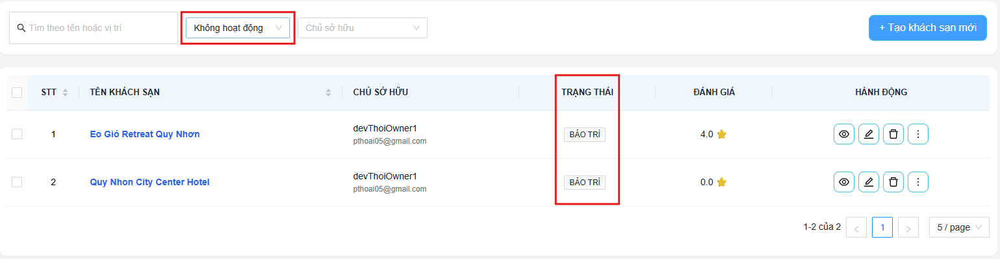 Tìm theo tên hoặc vị trí
Không hoạt động
Chủ sở hữu
+ Tạo khách sạn mới
STT
TÊN KHÁCH SẠN
CHỦ SỞ HỮU
TRẠNG THÁI
ĐÁNH GIÁ
HÀNH ĐỘNG
1
Eo Gió Retreat Quy Nhơn
devThoiOwner1
pthoai05@gmail.com
BẢO TRÌ
4.0
2
Quy Nhon City Center Hotel
devThoiOwner1
pthoai05@gmail.com
BẢO TRÌ
0.0
1-2 của 2
<
1
>
5 / page